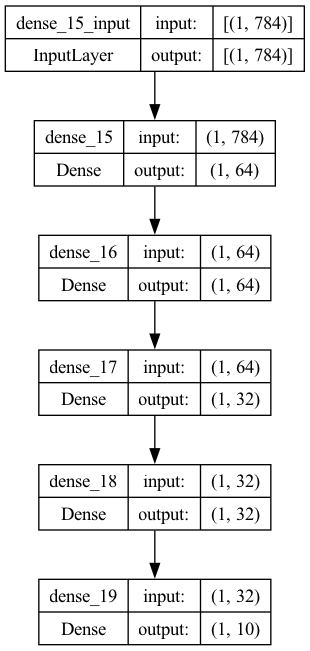 dense_15_input input: [(1, 784)]
InputLayer output: [(1, 784)]
dense_15 input: (1, 784)
Dense output: (1, 64)
dense_16 input: (1, 64)
Dense output: (1, 64)
dense_17 input: (1, 64)
Dense output: (1, 32)
dense_18 input: (1, 32)
Dense output: (1, 32)
dense_19 input: (1, 32)
Dense output: (1, 10)